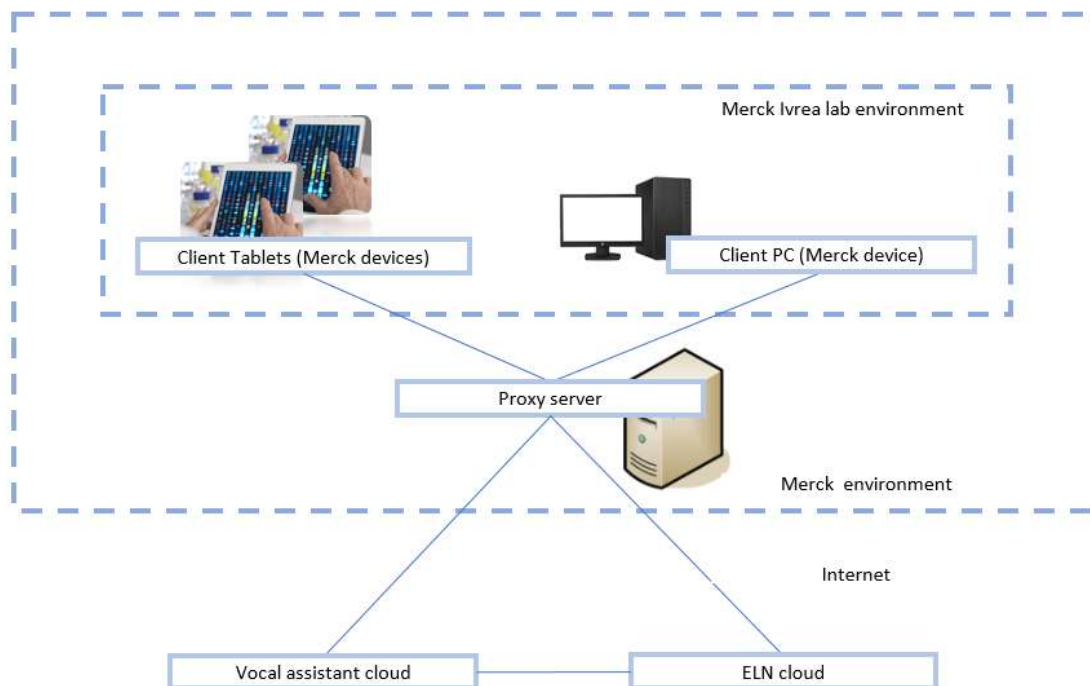 Merck Ivrea lab environment
Client Tablets (Merck devices)
Client PC (Merck device)
Proxy server
Merck  environment
Internet
Vocal assistant cloud
ELN cloud